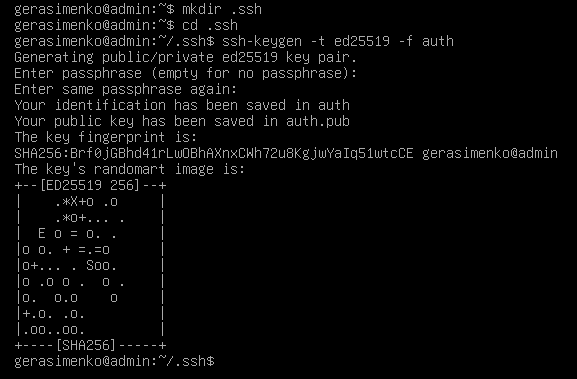 gerasimenko@admin:~$ mkdir .ssh
gerasimenko@admin:~$ cd .ssh
gerasimenko@admin:~/.ssh$ ssh-keygen -t ed25519 -f auth
Generating public/private ed25519 key pair.
Enter passphrase (empty for no passphrase):
Enter same passphrase again:
Your identification has been saved in auth
Your public key has been saved in auth.pub
The key fingerprint is:
SHA256:Brf0jGBhd41rLwOBhAXnxCWh72u8KgjwYaIq51wtcCE gerasimenko@admin
The key's randomart image is:
+--[ED25519 256]--+
|    .*X+o .o     |
|    .*o+... .    |
|  E o = o. .     |
|o o. + =.=o      |
|o+... . Soo.     |
|o .o o .  o .    |
|o.  o.o    o     |
|+.o. .o.         |
|.oo..oo.         |
+----[SHA256]-----+
gerasimenko@admin:~/.ssh$